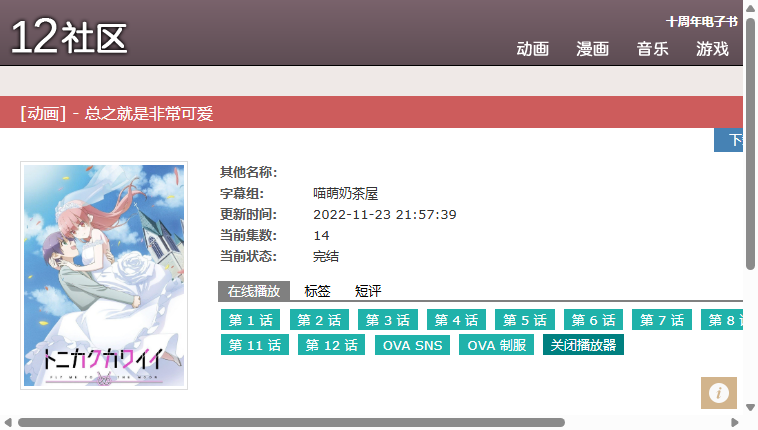 12社区
十周年电子书
动画 漫画 音乐 游戏
[动画] - 总之就是非常可爱
其他名称:
字幕组: 喵萌奶茶屋
更新时间: 2022-11-23 21:57:39
当前集数: 14
当前状态: 完结
トニカクカワイイ
FLY ME TO THE MOON
在线播放 标签 短评
第 1 话 第 2 话 第 3 话 第 4 话 第 5 话 第 6 话 第 7 话 第 8
第 11 话 第 12 话 OVA SNS OVA 制服 关闭播放器